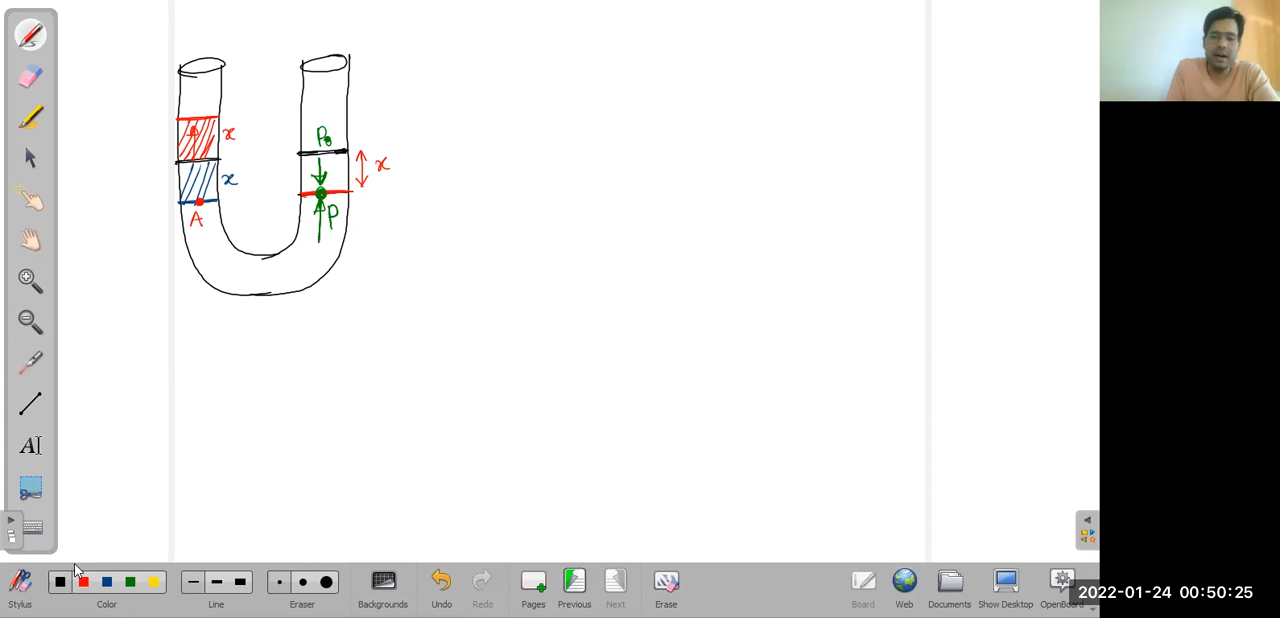 P₀
x
x
x
A
P
A
Stylus
Color
Line
Eraser
Backgrounds
Undo
Redo
Pages
Previous
Next
Erase
Board
Web
Documents
Show Desktop
OpenBoard
2022-01-24 00:50:25